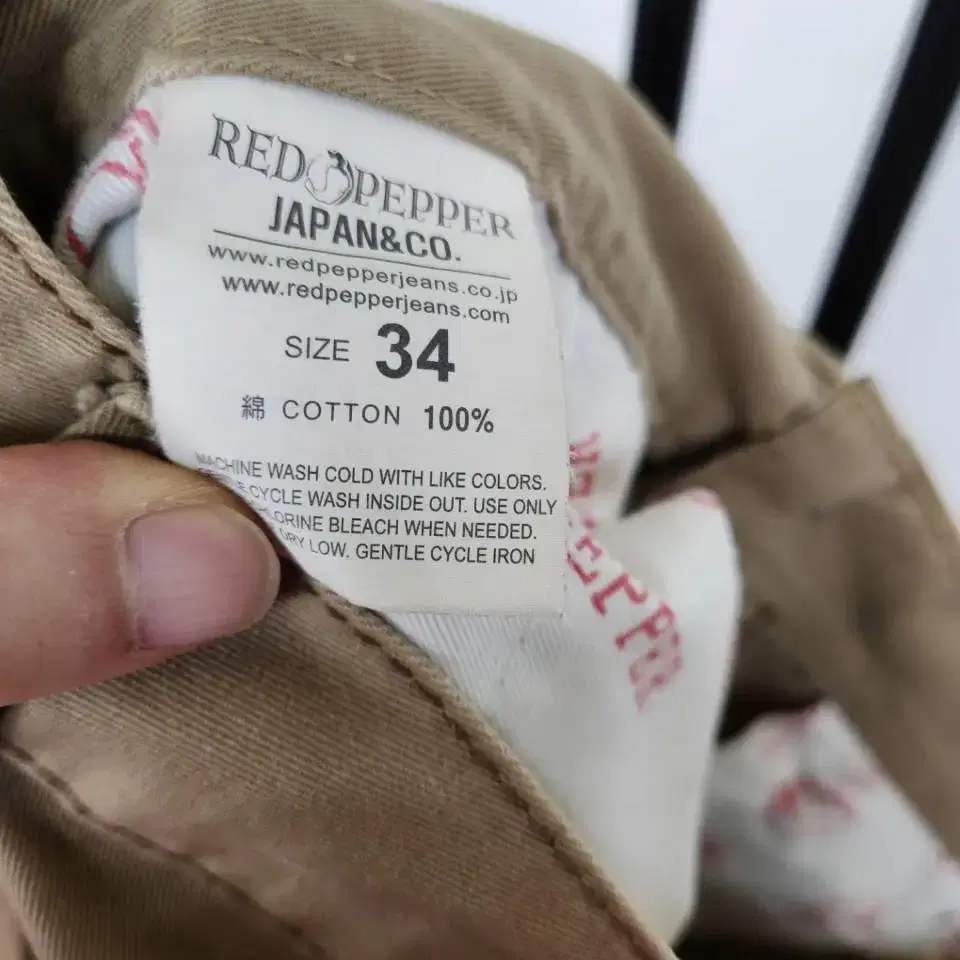 RED PEPPER
JAPAN&CO.
www.redpepperjeans.co.jp
www.redpepperjeans.com
SIZE 34
綿 COTTON 100%
MACHINE WASH COLD WITH LIKE COLORS.
CYCLE WASH INSIDE OUT. USE ONLY
BLEACH WHEN NEEDED.
DRY LOW. GENTLE CYCLE IRON